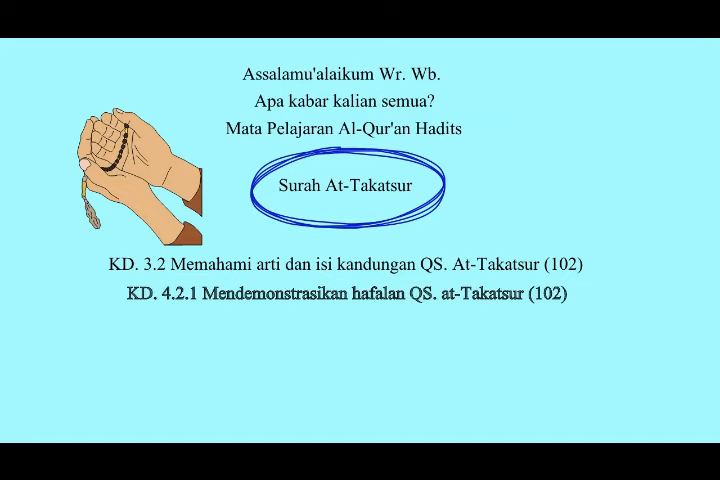 Assalamu'alaikum Wr. Wb.
Apa kabar kalian semua?
Mata Pelajaran Al-Qur'an Hadits
Surah At-Takatsur
KD. 3.2 Memahami arti dan isi kandungan QS. At-Takatsur (102)
KD. 4.2.1 Mendemonstrasikan hafalan QS. at-Takatsur (102)